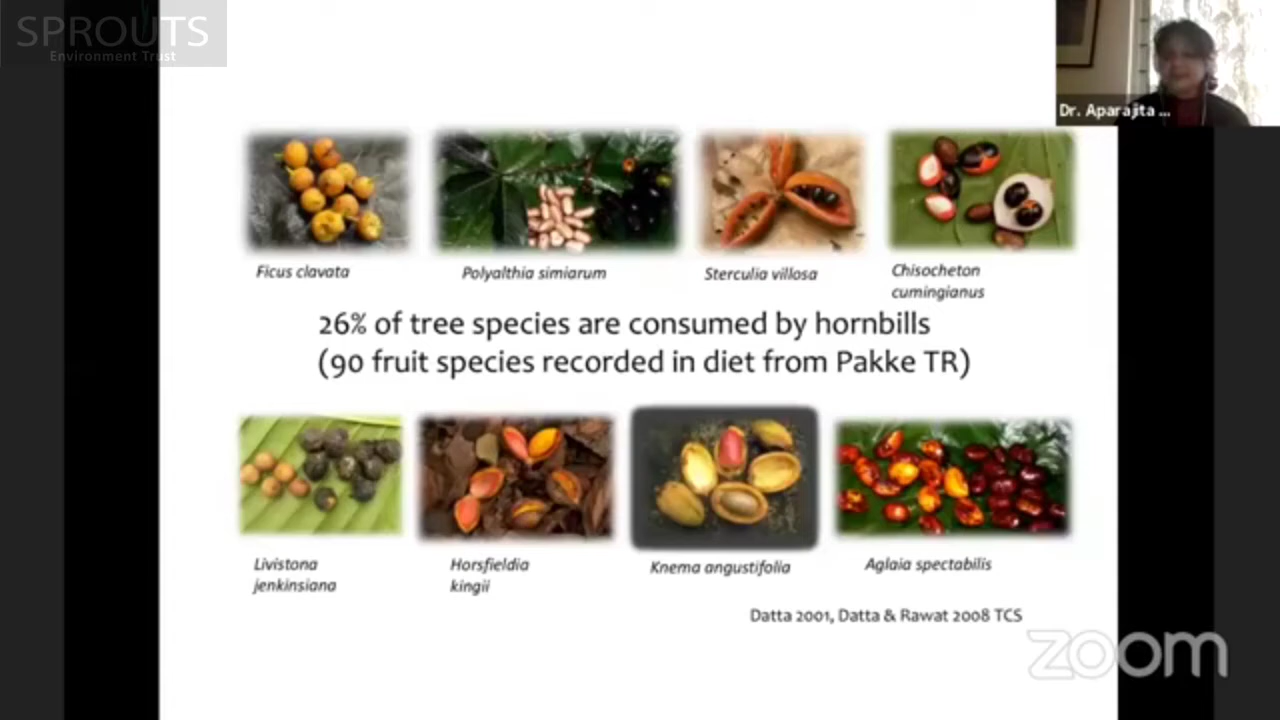 SPROUTS
Environment Trust
Dr. Aparajita ...
Ficus clavata
Polyalthia simiarum
Sterculia villosa
Chisocheton
cumingianus
26% of tree species are consumed by hornbills
(90 fruit species recorded in diet from Pakke TR)
Livistona
jenkinsiana
Horsfieldia
kingii
Knema angustifolia
Aglaia spectabilis
Datta 2001, Datta & Rawat 2008 TCS
zoom